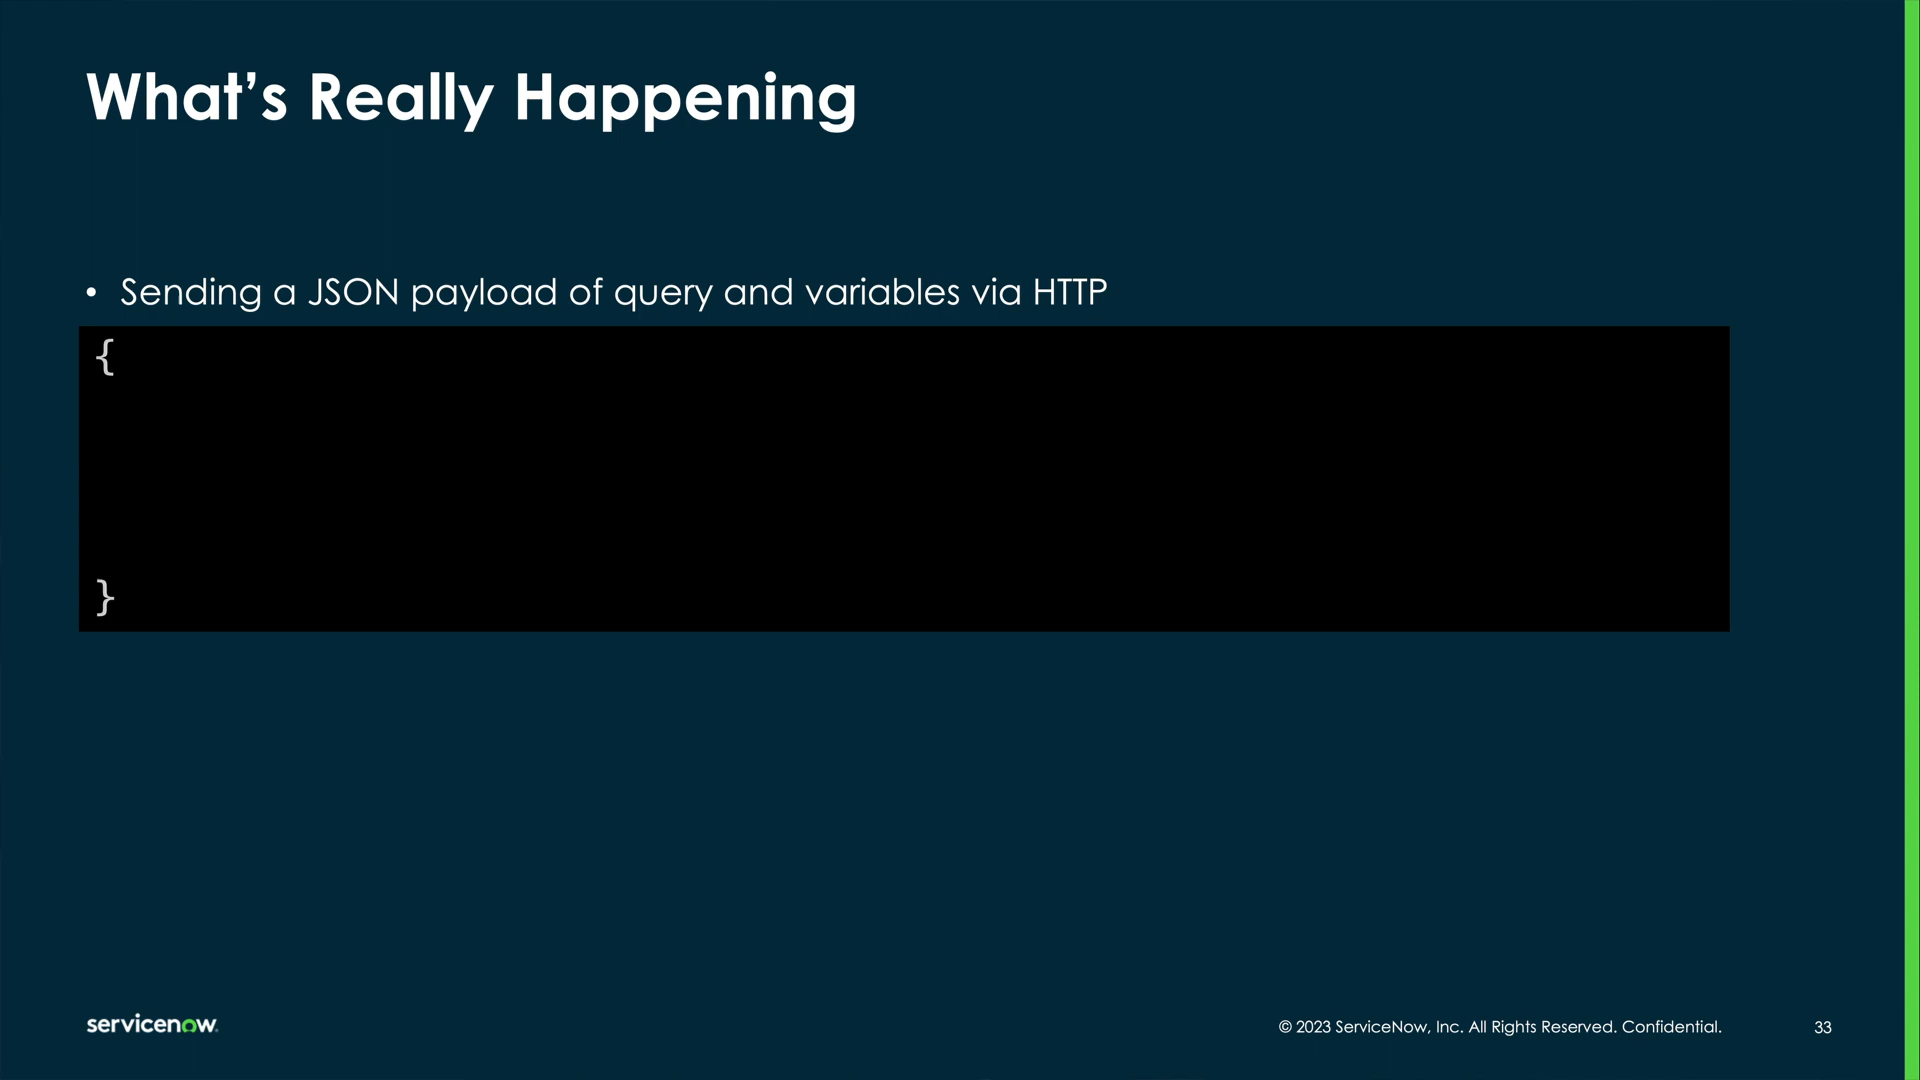 What’s Really Happening
• Sending a JSON payload of query and variables via HTTP
{
}
servicenow.
© 2023 ServiceNow, Inc. All Rights Reserved. Confidential.
33